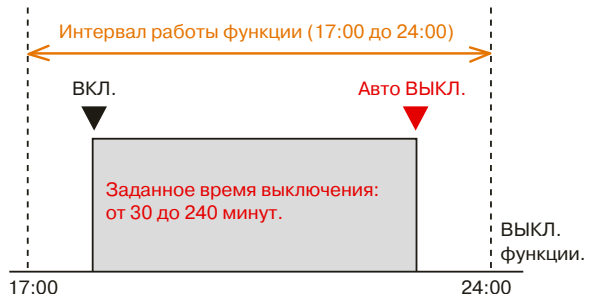 Интервал работы функции (17:00 до 24:00)
ВКЛ.
Авто ВЫКЛ.
Заданное время выключения:
от 30 до 240 минут.
ВЫКЛ.
функции.
17:00
24:00